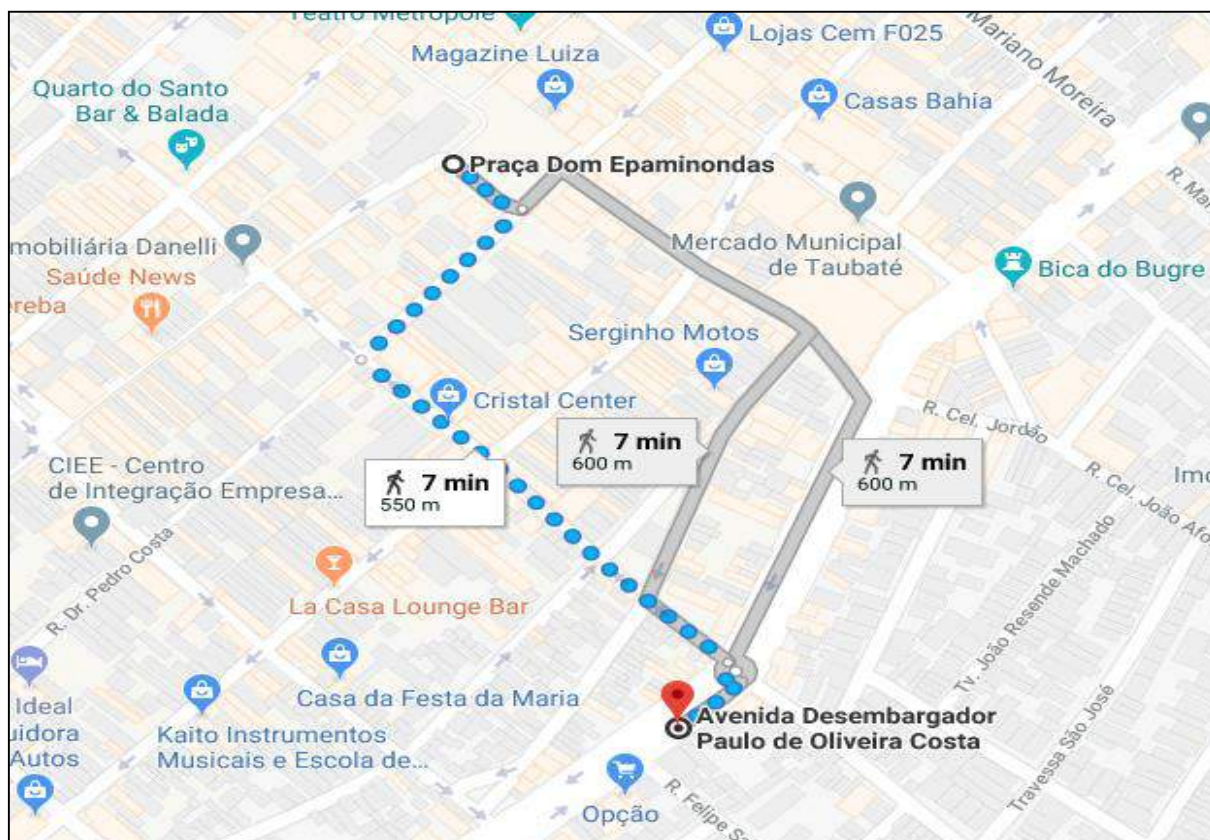 Teatro Metrópole
Lojas Cem F025
Mariano Moreira
Magazine Luiza
Quarto do Santo
Bar & Balada
Casas Bahia
Praça Dom Epaminondas
Mercado Municipal
de Taubaté
mobiliária Danelli
Saúde News
ereba
Bica do Bugre
Serginho Motos
Cristal Center
R. Cel. Jordão
7 min
600 m
7 min
600 m
CIEE - Centro
de Integração Empresa...
7 min
550 m
R. Cel. João Afo
Imo
R. Dr. Pedro Costa
La Casa Lounge Bar
Tv. João Resende Machado
Casa da Festa da Maria
Travessa São José
Ideal
uidora
Autos
Kaito Instrumentos
Musicais e Escola de...
Avenida Desembargador
Paulo de Oliveira Costa
Opção
R. Felipe